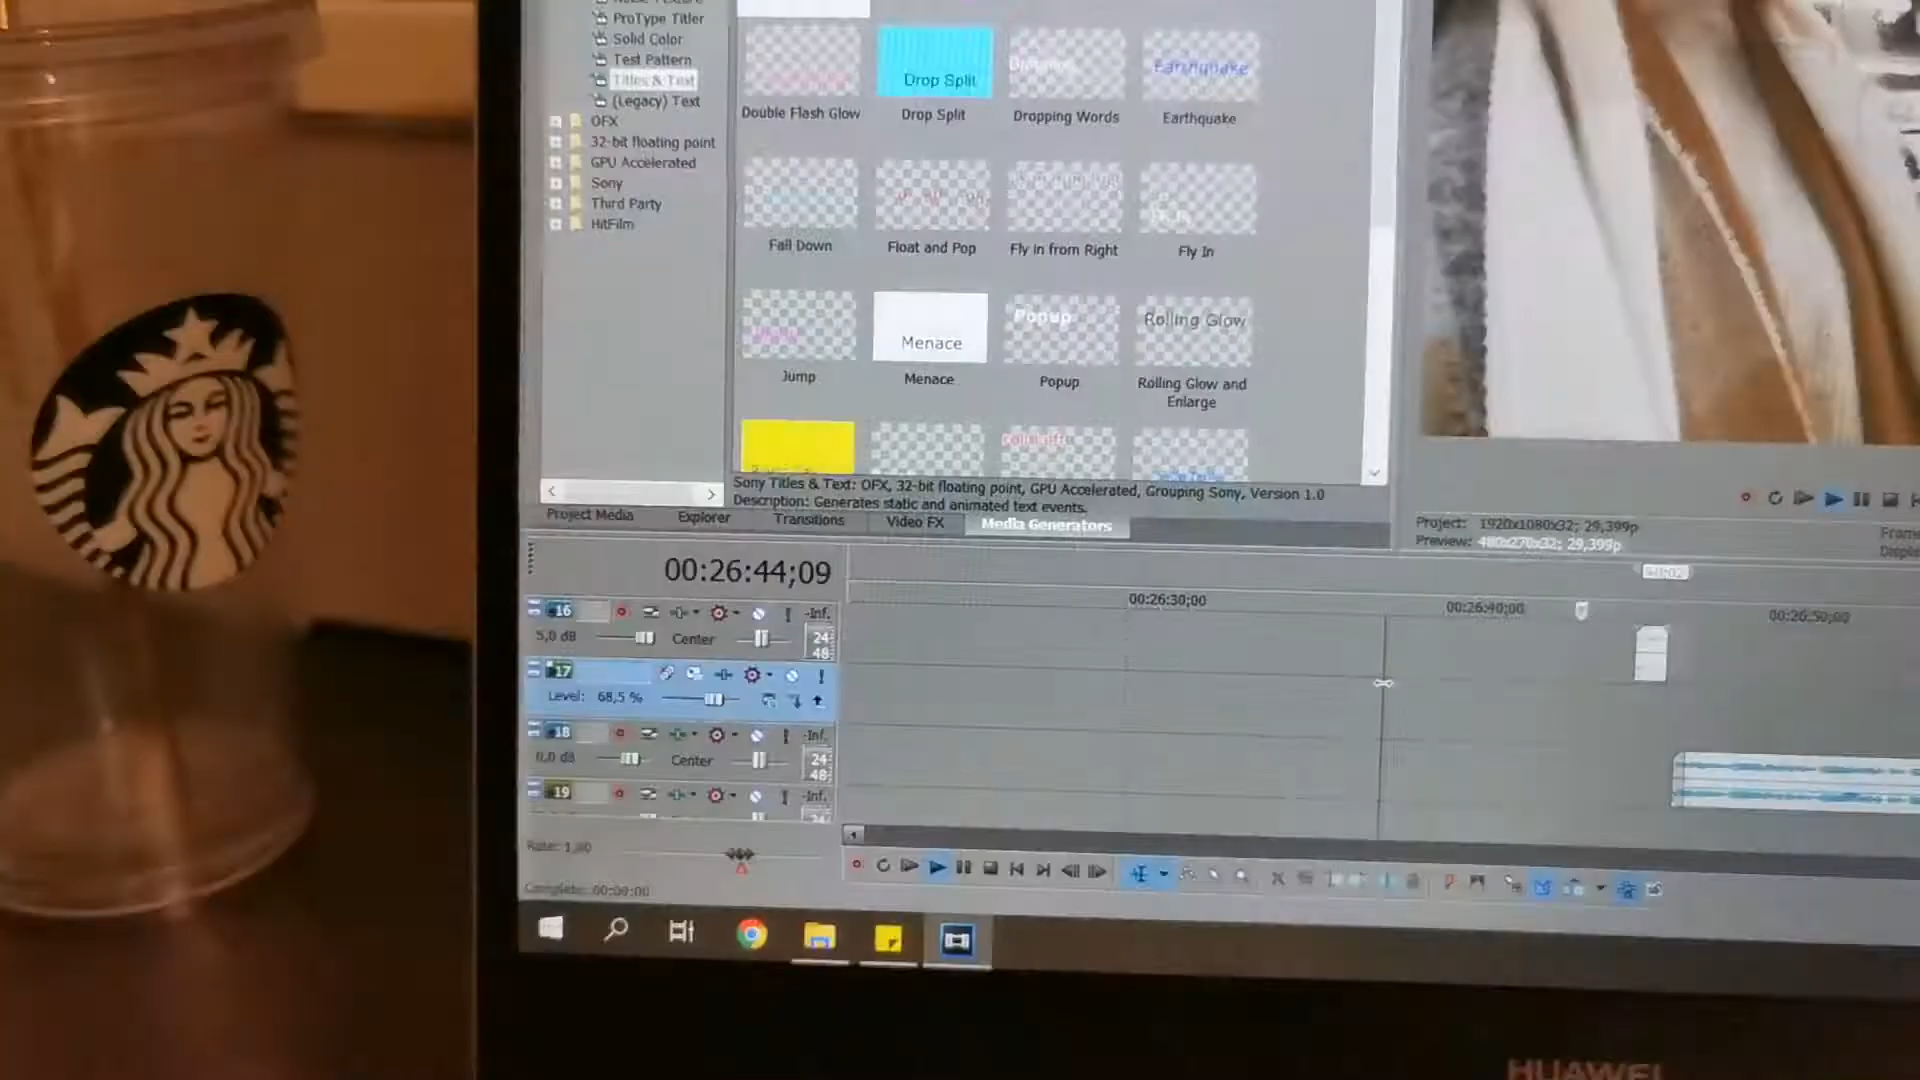 ProType Titler
Solid Color
Test Pattern
Titles & Text
(Legacy) Text
OFX
32-bit floating point
GPU Accelerated
Sony
Third Party
HitFilm
Drop Split
Earthquake
Double Flash Glow
Drop Split
Dropping Words
Earthquake
Fall Down
Float and Pop
Fly in from Right
Fly In
Menace
Popup
Rolling Glow
Jump
Menace
Popup
Rolling Glow and
Enlarge
Sony Titles & Text: OFX, 32-bit floating point, GPU Accelerated, Grouping Sony, Version 1.0
Description: Generates static and animated text events.
Project Media
Explorer
Transitions
Video FX
Media Generators
Project: 1920x1080x32; 29,399p
Preview: 480x270x32; 29,399p
Frame
Displa
00:26:44;09
00:26:30;00
00:26:40;00
00:26:50;00
16
-Inf.
5,0 dB
Center
24
48
17
Level: 68,5 %
18
-Inf.
0,0 dB
Center
24
48
19
-Inf.
Rate: 1,00
Complete: 00:00:00
HUAWEI